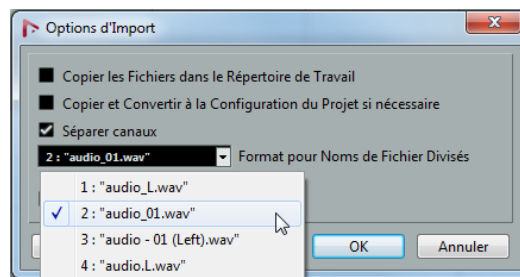 Options d'Import
Copier les Fichiers dans le Répertoire de Travail
Copier et Convertir à la Configuration du Projet si nécessaire
Séparer canaux
2 : "audio_01.wav" Format pour Noms de Fichier Divisés
1 : "audio_L.wav"
2 : "audio_01.wav"
3 : "audio - 01 (Left).wav"
4 : "audio.L.wav"
OK Annuler